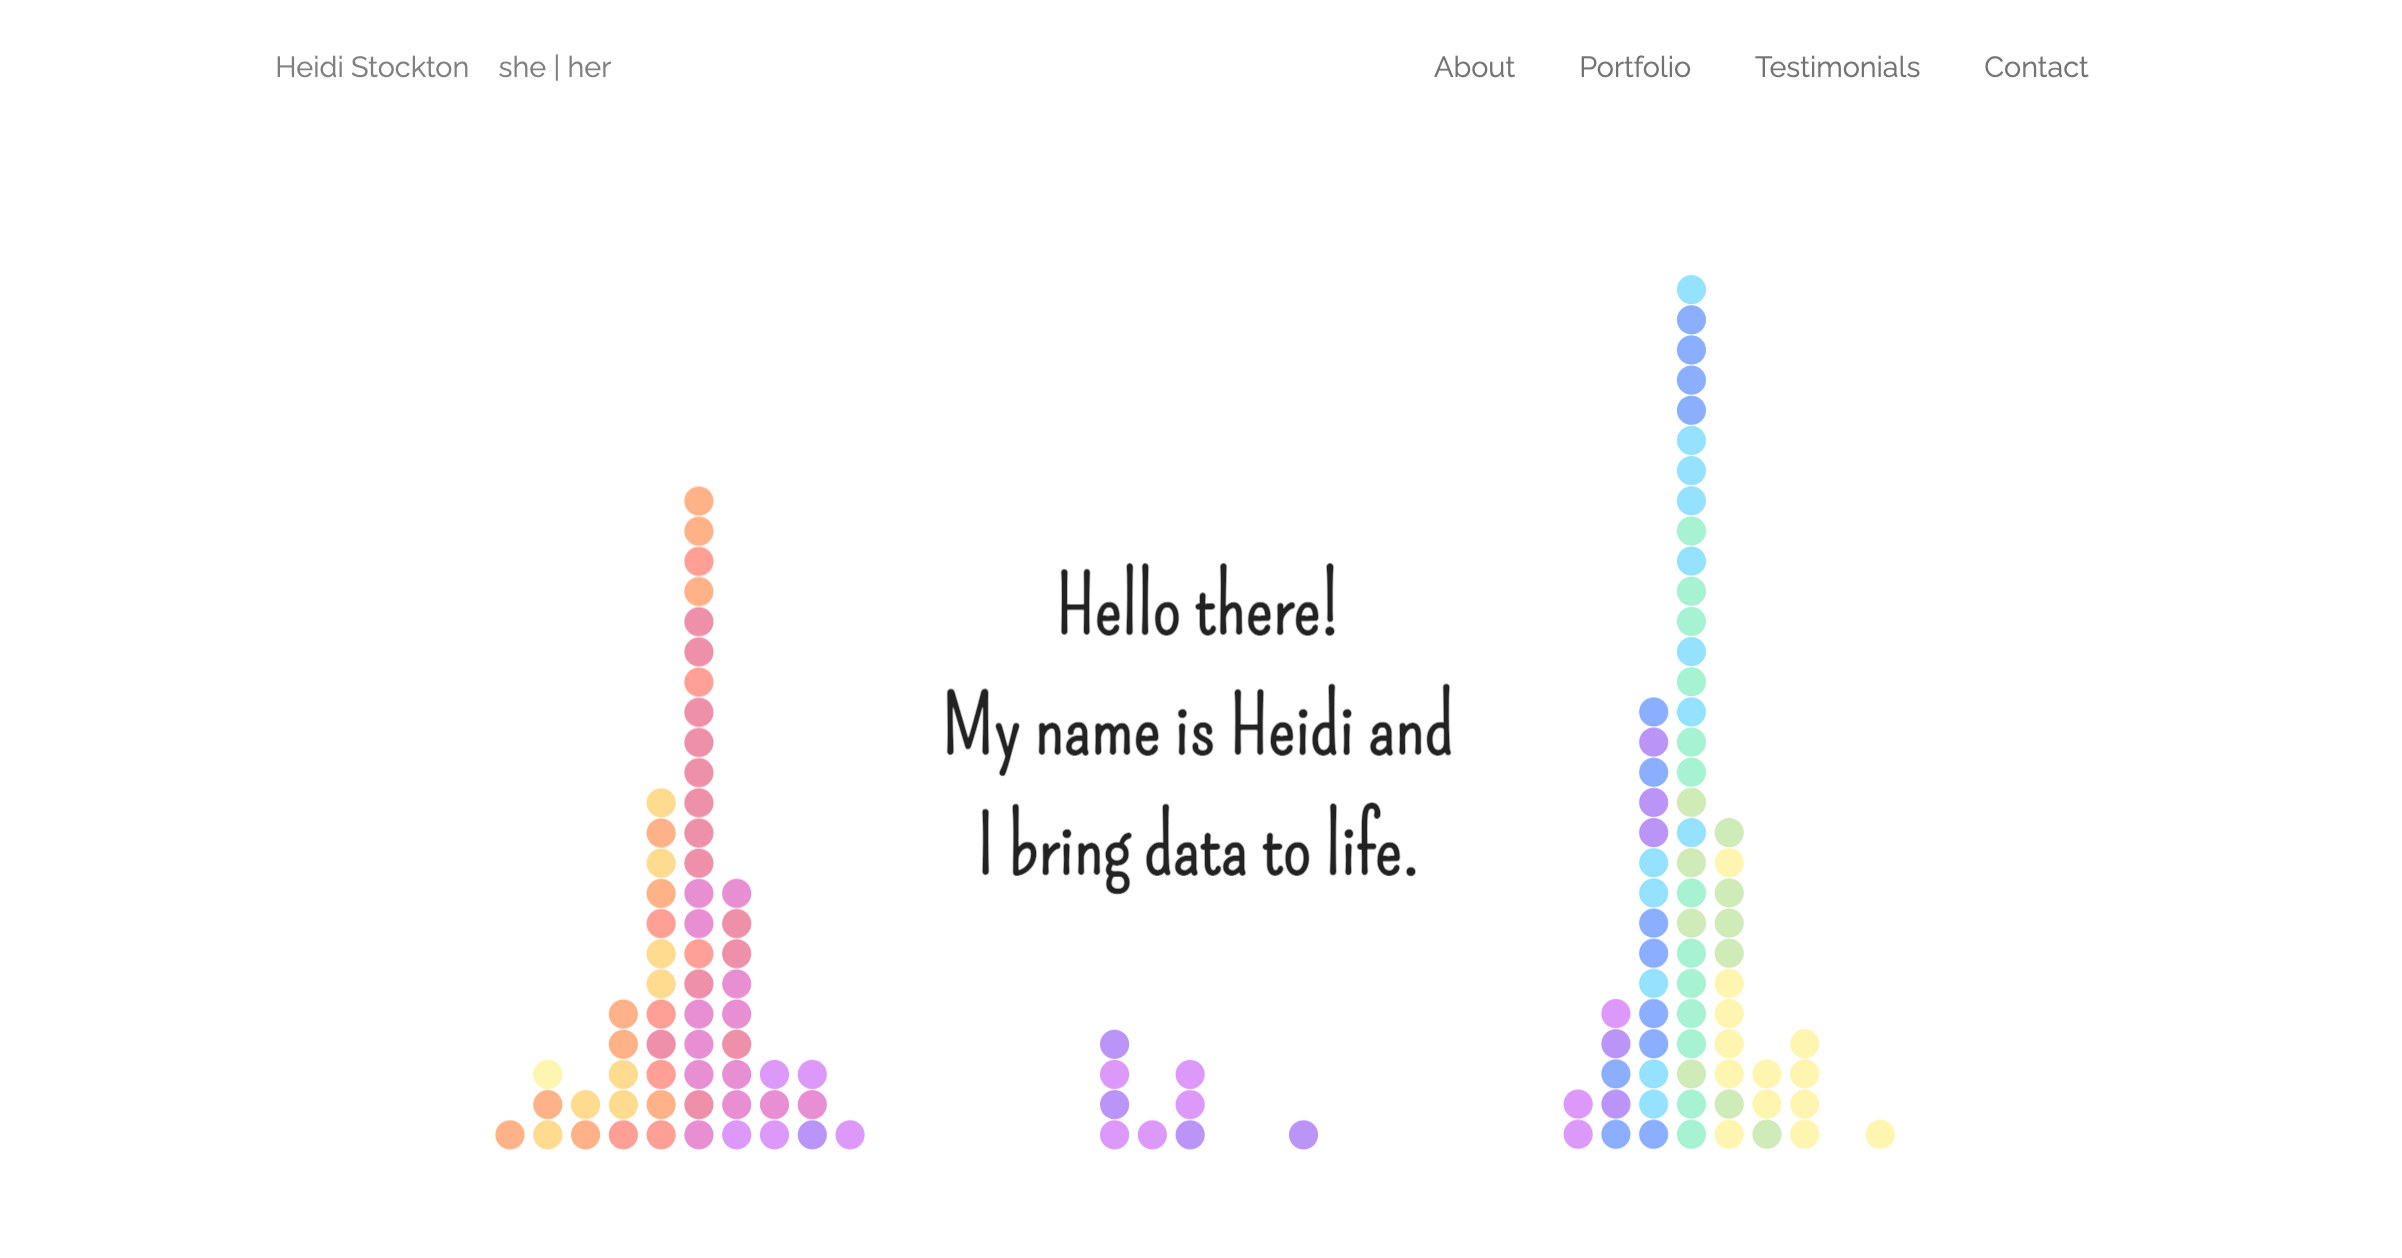 Heidi Stockton she | her
About Portfolio Testimonials Contact
Hello there!
My name is Heidi and
I bring data to life.